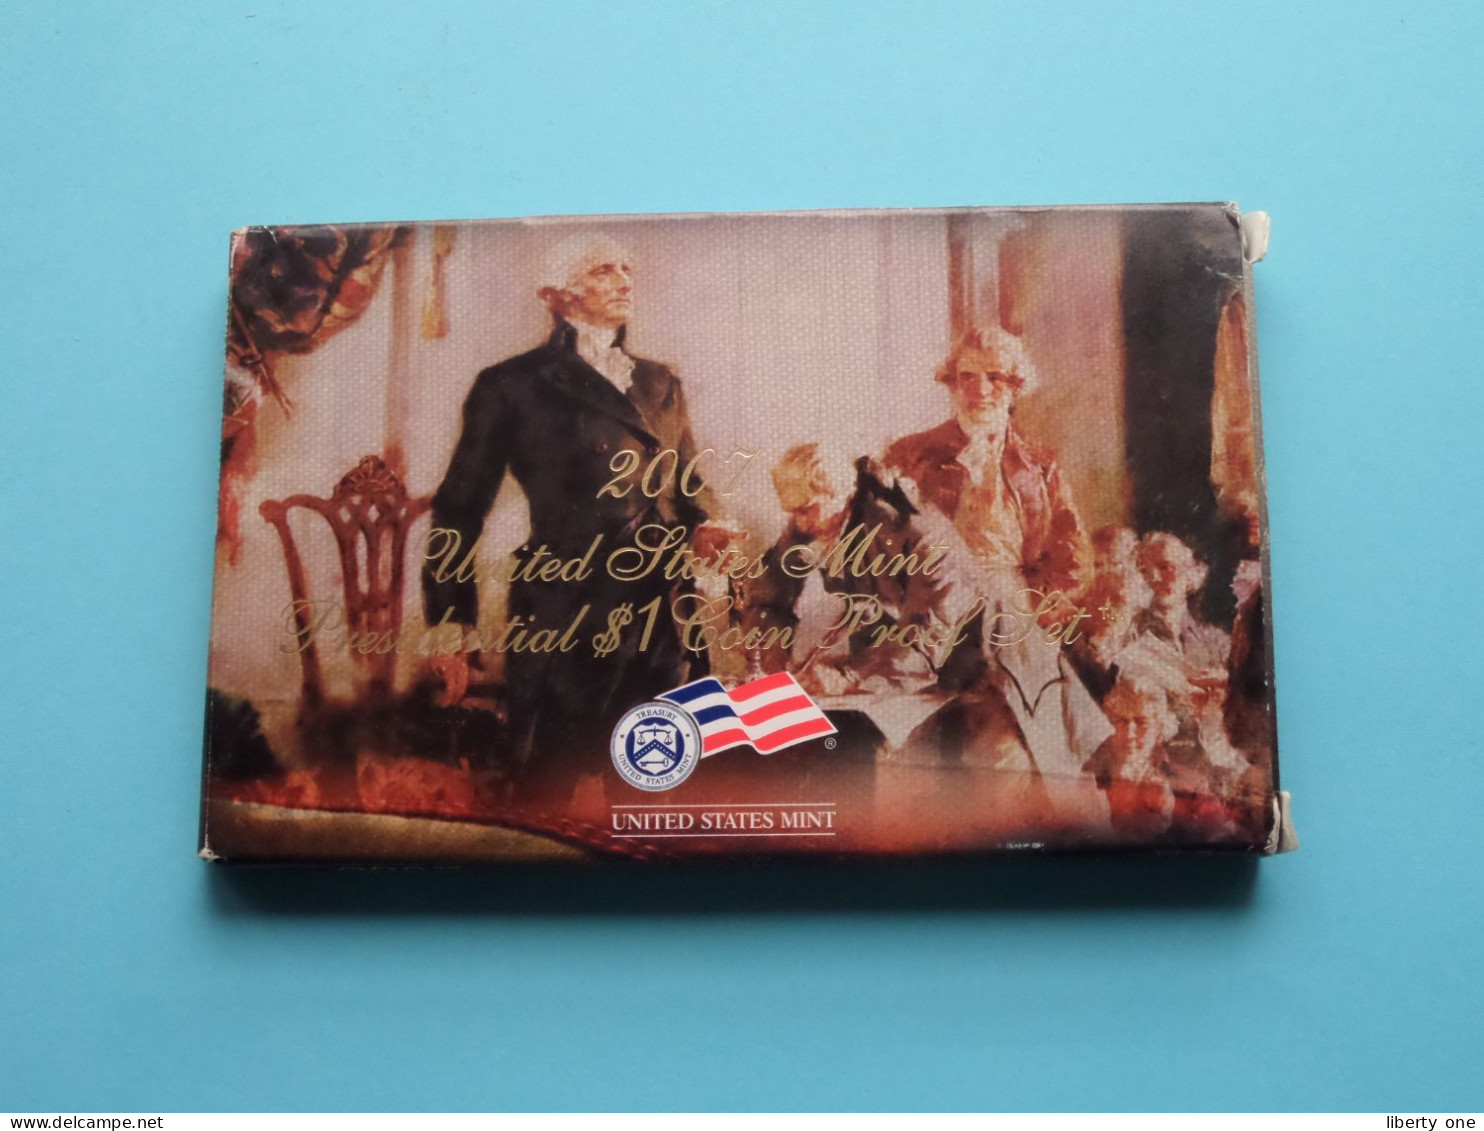 2007
United States Mint
Presidential $1 Coin Proof Set™
TREASURY
UNITED STATES MINT
®
UNITED STATES MINT
delcampe.net
liberty one